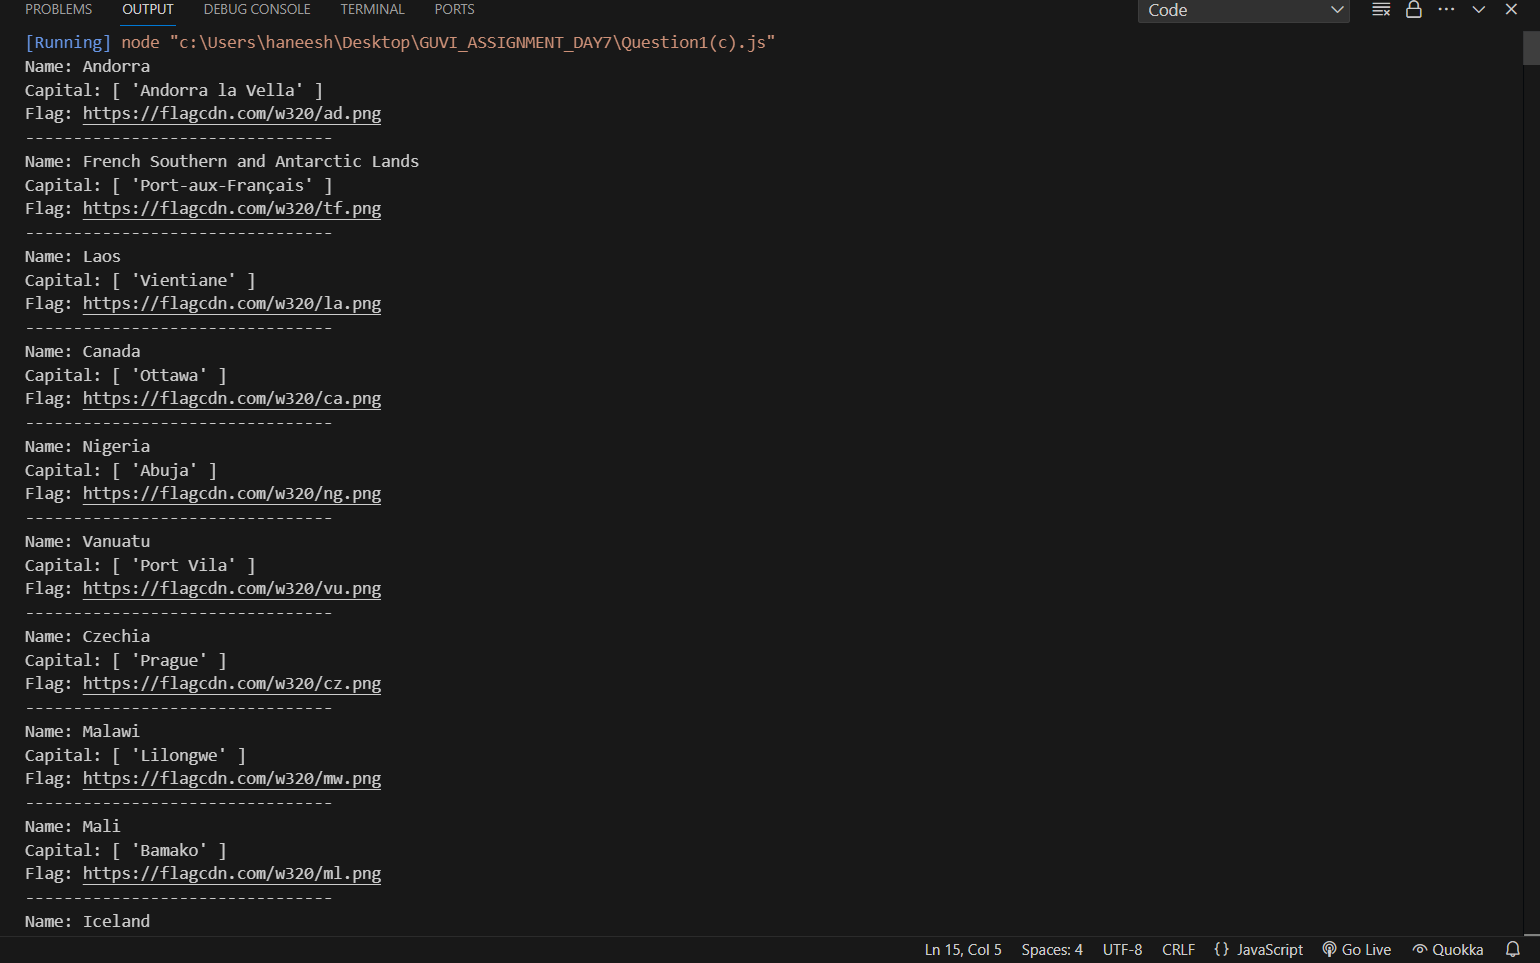 PROBLEMS OUTPUT DEBUG CONSOLE TERMINAL PORTS Code
[Running] node "c:\Users\haneesh\Desktop\GUVI_ASSIGNMENT_DAY7\Question1(c).js"
Name: Andorra
Capital: [ 'Andorra la Vella' ]
Flag: https://flagcdn.com/w320/ad.png
--------------------------------
Name: French Southern and Antarctic Lands
Capital: [ 'Port-aux-Français' ]
Flag: https://flagcdn.com/w320/tf.png
--------------------------------
Name: Laos
Capital: [ 'Vientiane' ]
Flag: https://flagcdn.com/w320/la.png
--------------------------------
Name: Canada
Capital: [ 'Ottawa' ]
Flag: https://flagcdn.com/w320/ca.png
--------------------------------
Name: Nigeria
Capital: [ 'Abuja' ]
Flag: https://flagcdn.com/w320/ng.png
--------------------------------
Name: Vanuatu
Capital: [ 'Port Vila' ]
Flag: https://flagcdn.com/w320/vu.png
--------------------------------
Name: Czechia
Capital: [ 'Prague' ]
Flag: https://flagcdn.com/w320/cz.png
--------------------------------
Name: Malawi
Capital: [ 'Lilongwe' ]
Flag: https://flagcdn.com/w320/mw.png
--------------------------------
Name: Mali
Capital: [ 'Bamako' ]
Flag: https://flagcdn.com/w320/ml.png
--------------------------------
Name: Iceland
Ln 15, Col 5 Spaces: 4 UTF-8 CRLF {} JavaScript Go Live Quokka